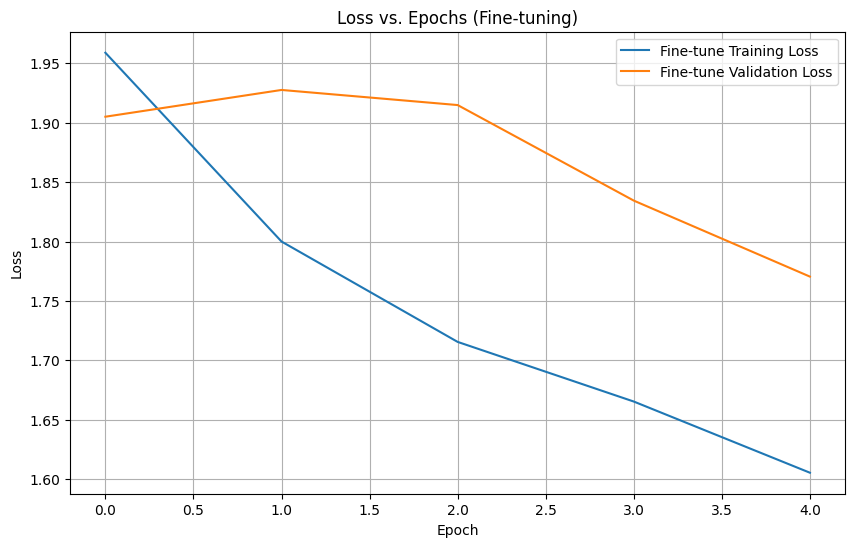 Loss vs. Epochs (Fine-tuning)
Fine-tune Training Loss
Fine-tune Validation Loss
Loss
1.95
1.90
1.85
1.80
1.75
1.70
1.65
1.60
0.0 0.5 1.0 1.5 2.0 2.5 3.0 3.5 4.0
Epoch